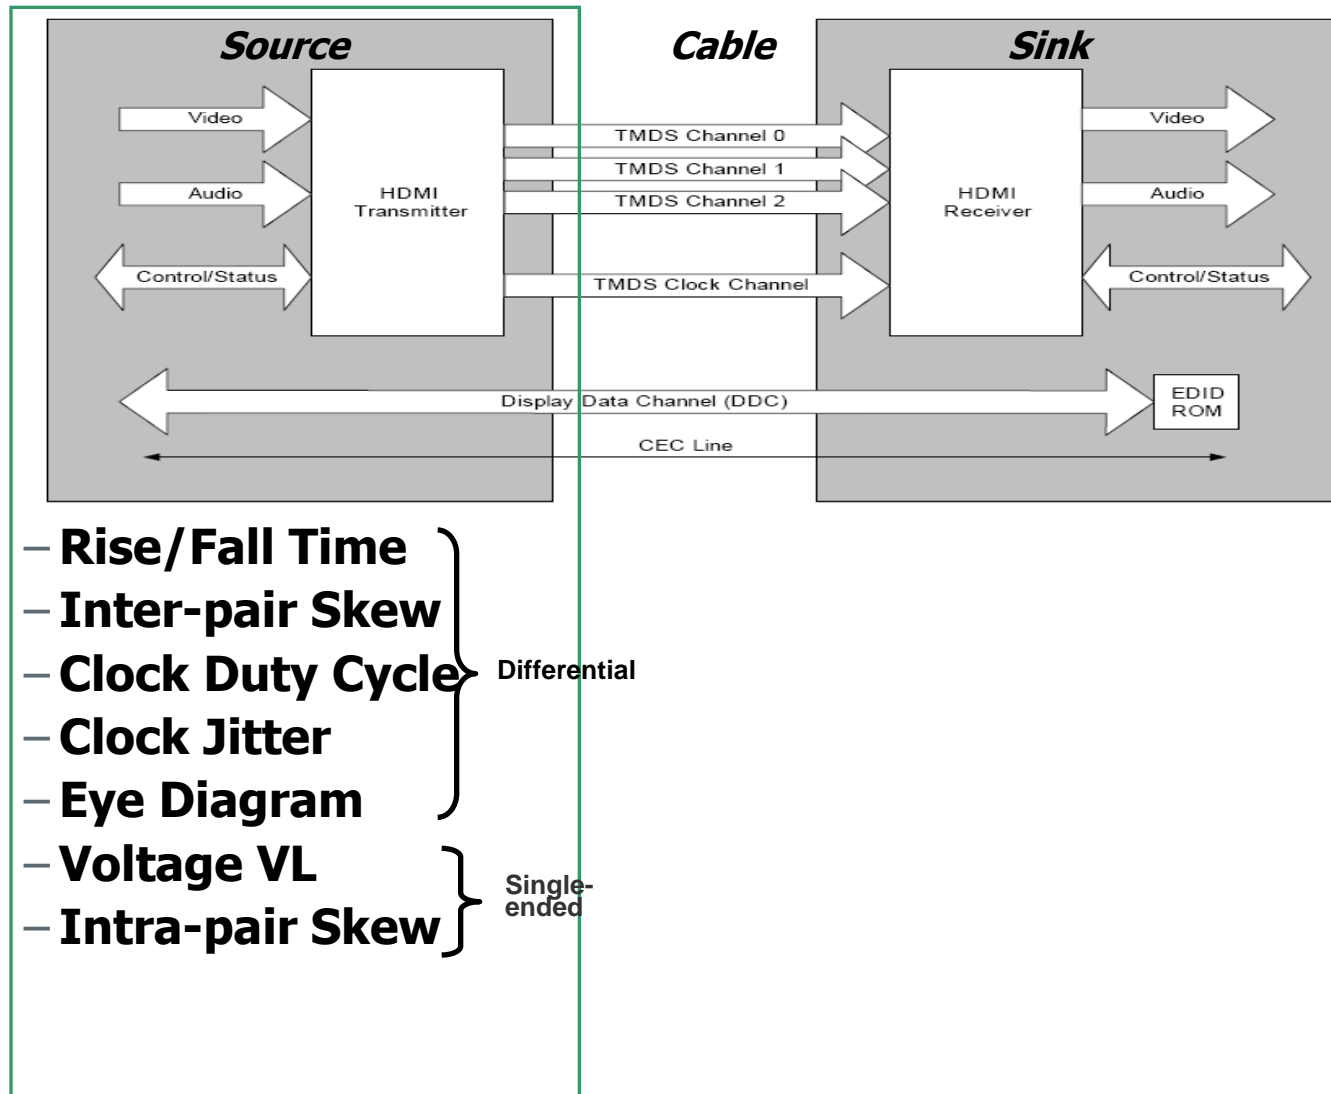 Source
Cable
Sink
Video
Audio
Control/Status
HDMI
Transmitter
TMDS Channel 0
TMDS Channel 1
TMDS Channel 2
TMDS Clock Channel
HDMI
Receiver
Video
Audio
Control/Status
Display Data Channel (DDC)
EDID
ROM
CEC Line
– Rise/Fall Time
– Inter-pair Skew
– Clock Duty Cycle
– Clock Jitter
– Eye Diagram
Differential
– Voltage VL
– Intra-pair Skew
Single-
ended